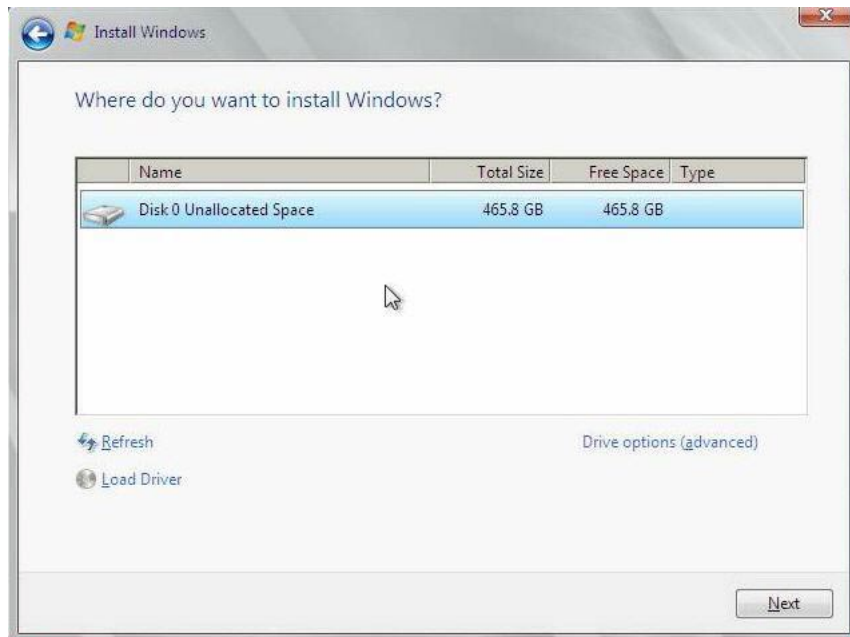 Install Windows
Where do you want to install Windows?
Name Total Size Free Space Type
Disk 0 Unallocated Space 465.8 GB 465.8 GB
Refresh Drive options (advanced)
Load Driver
Next